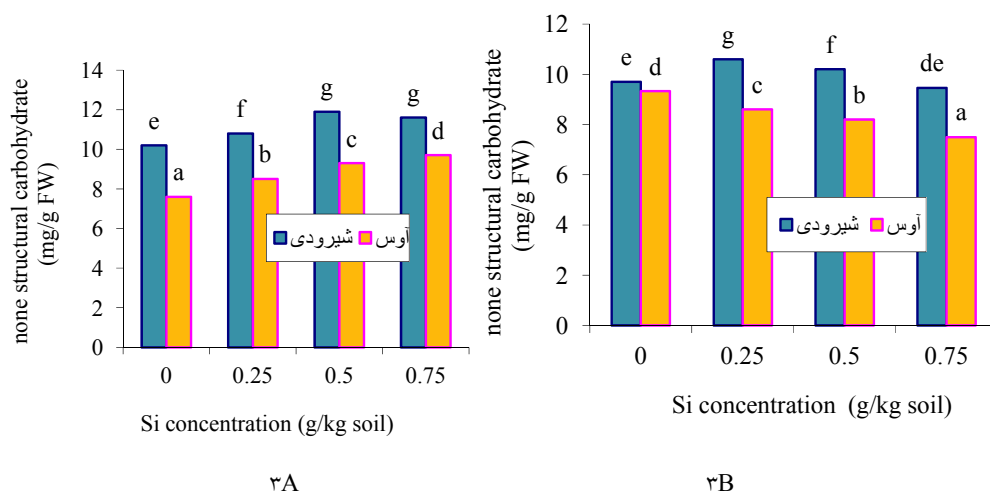 none structural carbohydrate
(mg/g FW)
14
12
10
8
6
4
2
0
e
a
f
b
g
c
g
d
شیرودی
آوس
0
0.25
0.5
0.75
Si concentration (g/kg soil)
۳A
none structural carbohydrate
(mg/g FW)
12
10
8
6
4
2
0
e
d
g
c
f
b
de
a
شیرودی
آوس
0
0.25
0.5
0.75
Si concentration (g/kg soil)
۳B